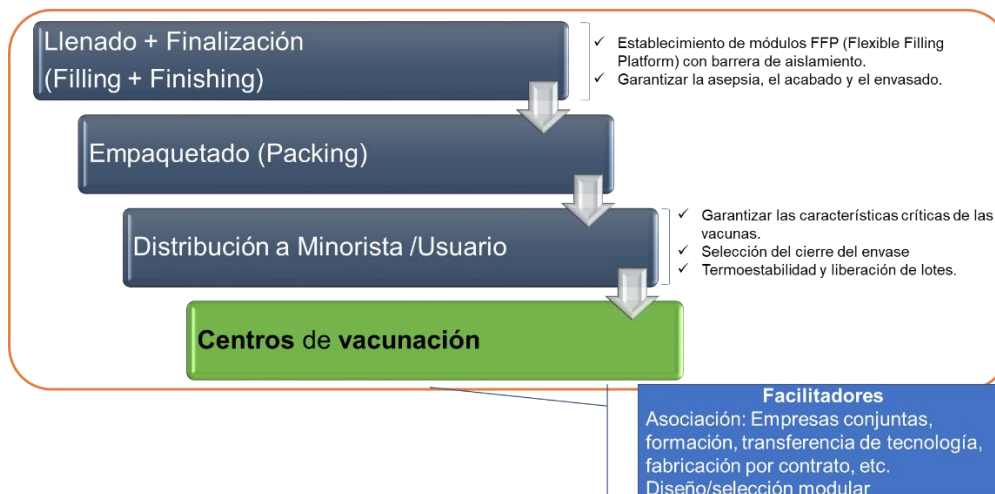 Llenado + Finalización
(Filling + Finishing)
✓ Establecimiento de módulos FFP (Flexible Filling
Platform) con barrera de aislamiento.
✓ Garantizar la asepsia, el acabado y el envasado.
Empaquetado (Packing)
Distribución a Minorista /Usuario
✓ Garantizar las características críticas de las
vacunas.
✓ Selección del cierre del envase
✓ Termoestabilidad y liberación de lotes.
Centros de vacunación
Facilitadores
Asociación: Empresas conjuntas,
formación, transferencia de tecnología,
fabricación por contrato, etc.
Diseño/selección modular